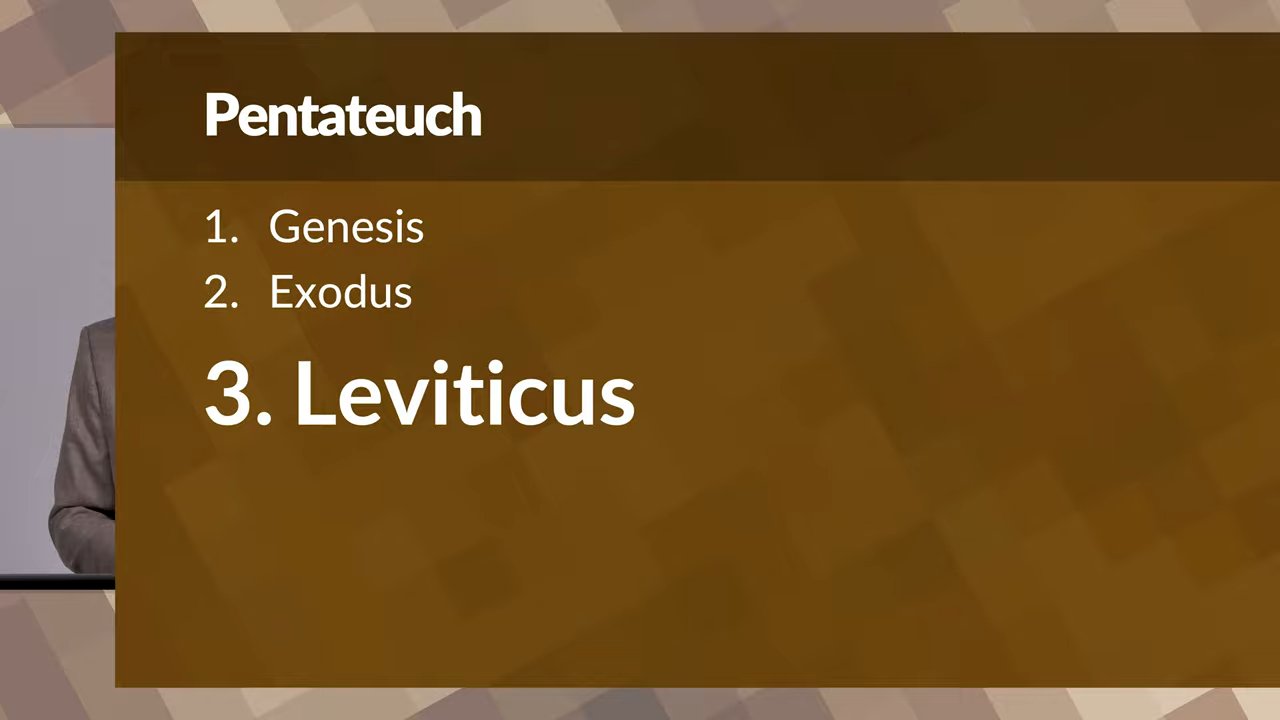 Pentateuch
1. Genesis
2. Exodus
3. Leviticus